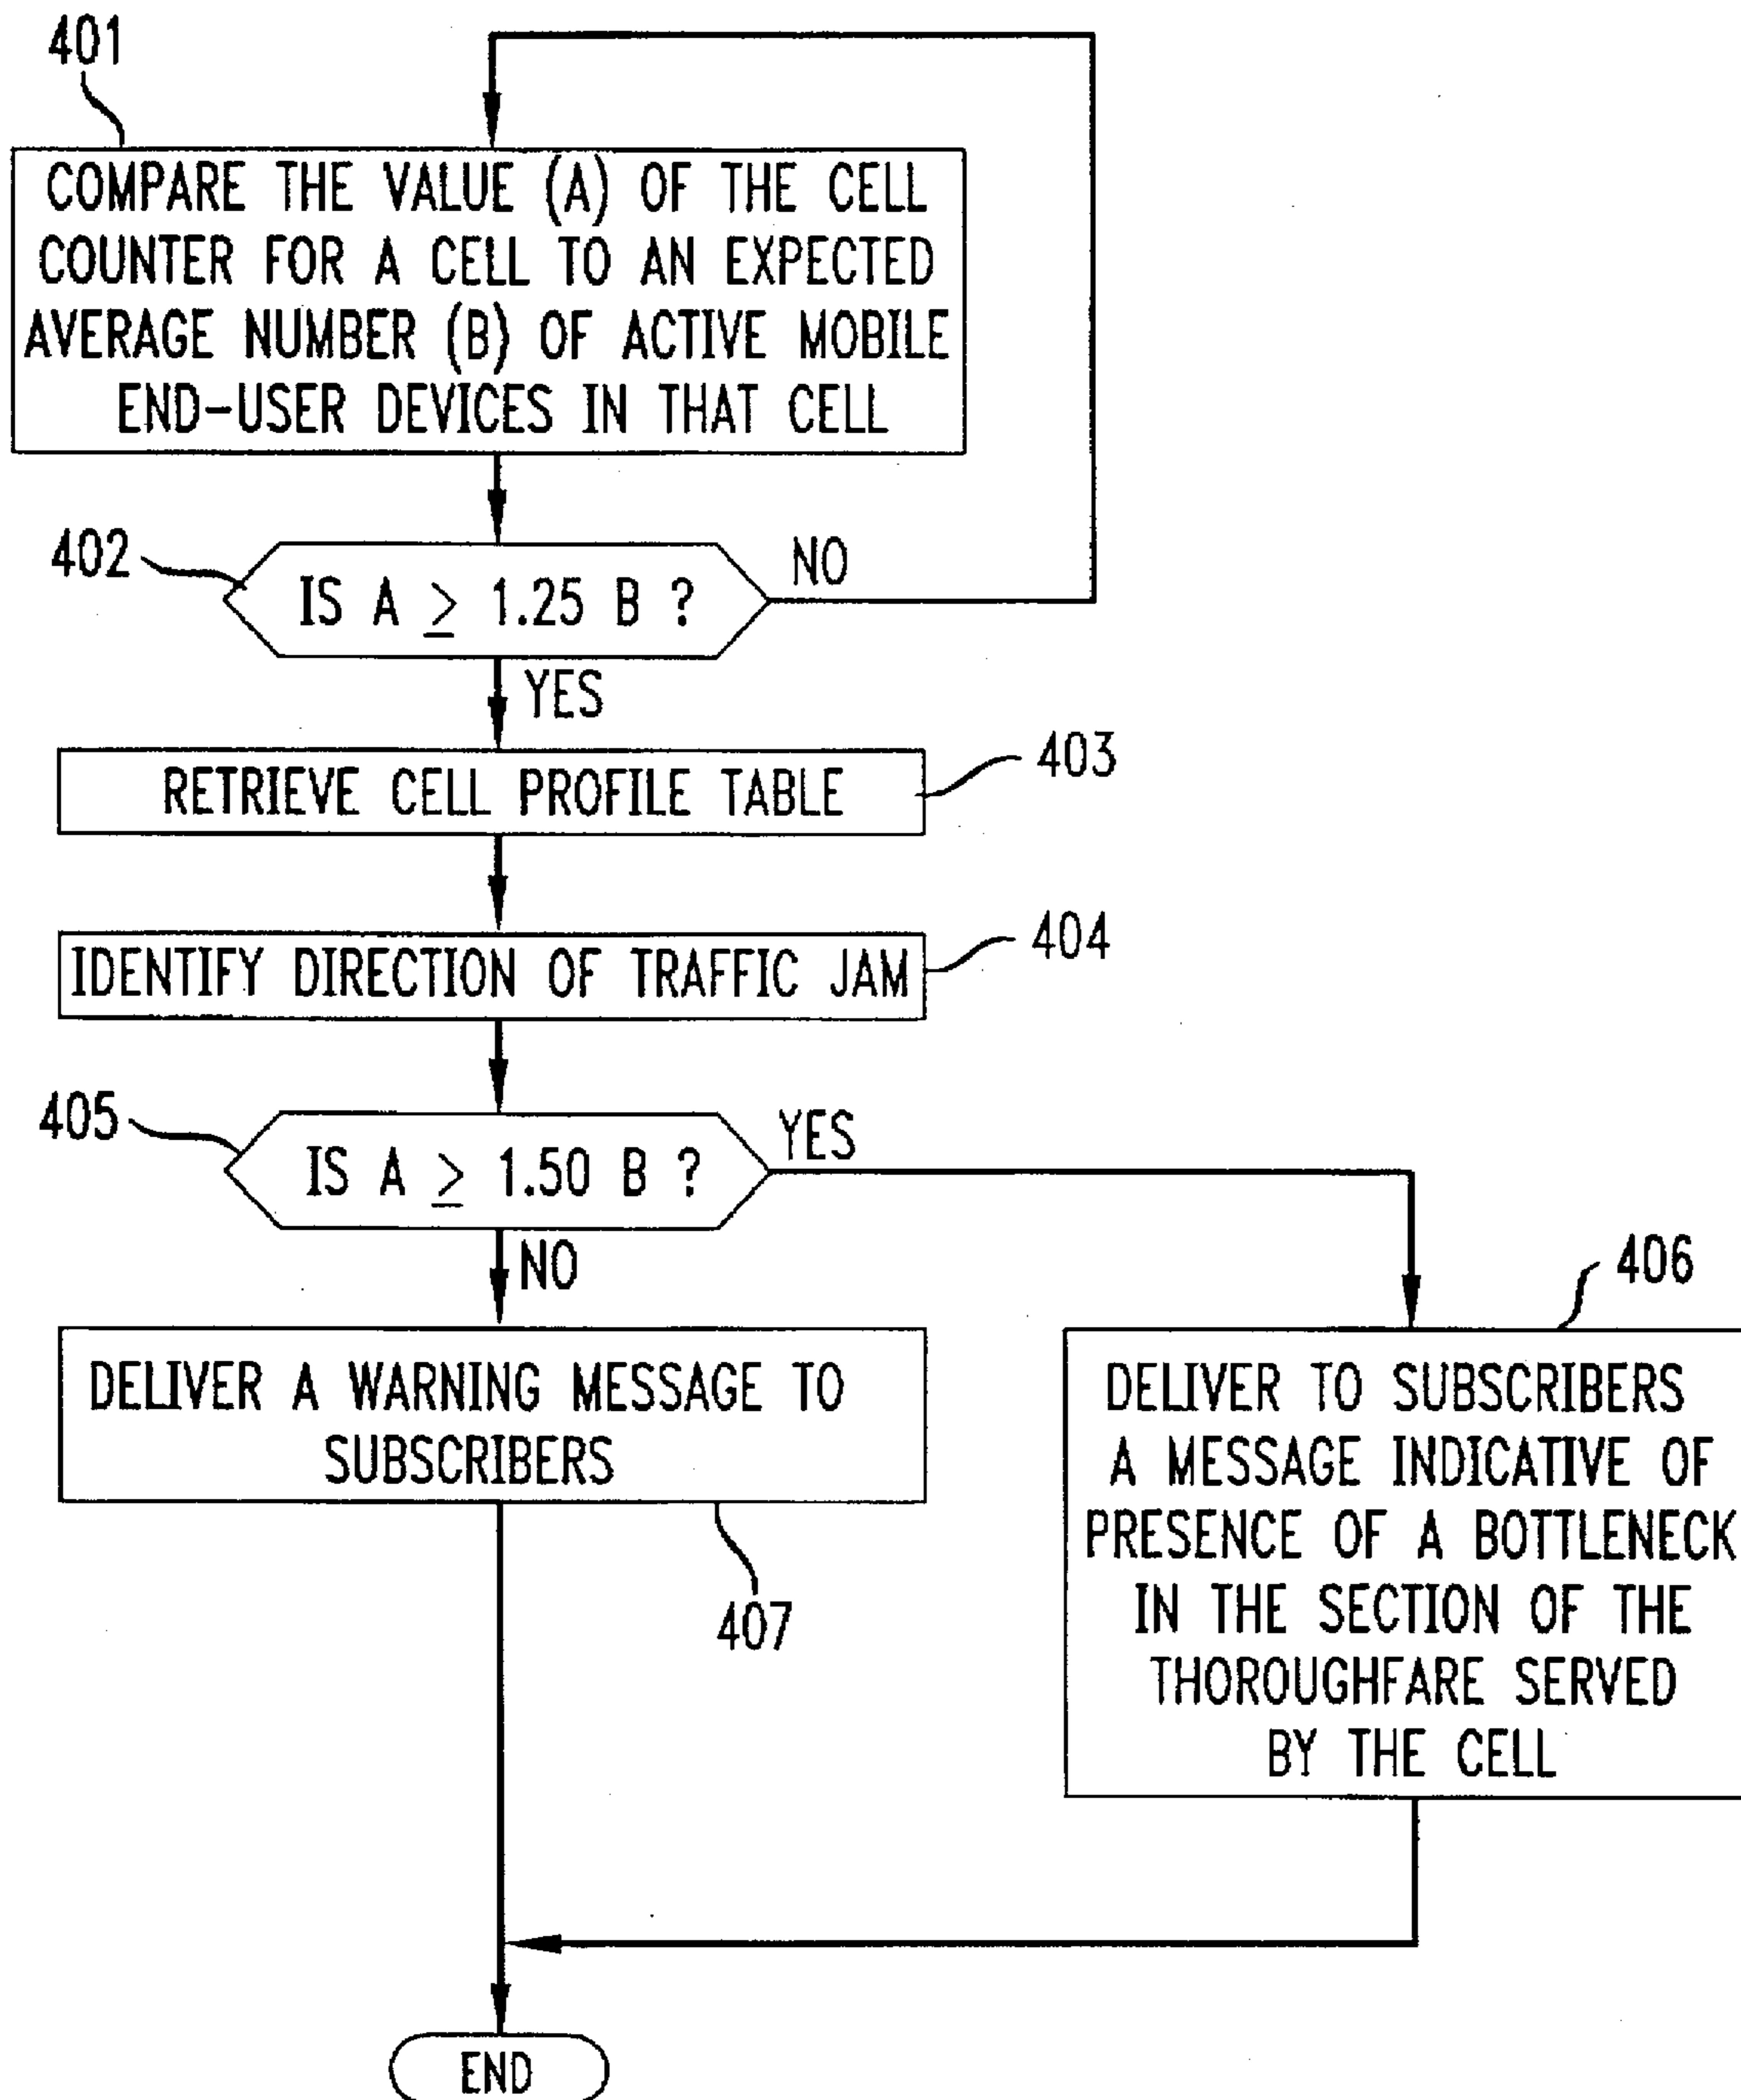 401
COMPARE THE VALUE (A) OF THE CELL
COUNTER FOR A CELL TO AN EXPECTED
AVERAGE NUMBER (B) OF ACTIVE MOBILE
END-USER DEVICES IN THAT CELL
402
IS A ≥ 1.25 B ?
NO
YES
RETRIEVE CELL PROFILE TABLE
403
IDENTIFY DIRECTION OF TRAFFIC JAM
404
405
IS A ≥ 1.50 B ?
YES
NO
406
DELIVER A WARNING MESSAGE TO
SUBSCRIBERS
407
DELIVER TO SUBSCRIBERS
A MESSAGE INDICATIVE OF
PRESENCE OF A BOTTLENECK
IN THE SECTION OF THE
THOROUGHFARE SERVED
BY THE CELL
END